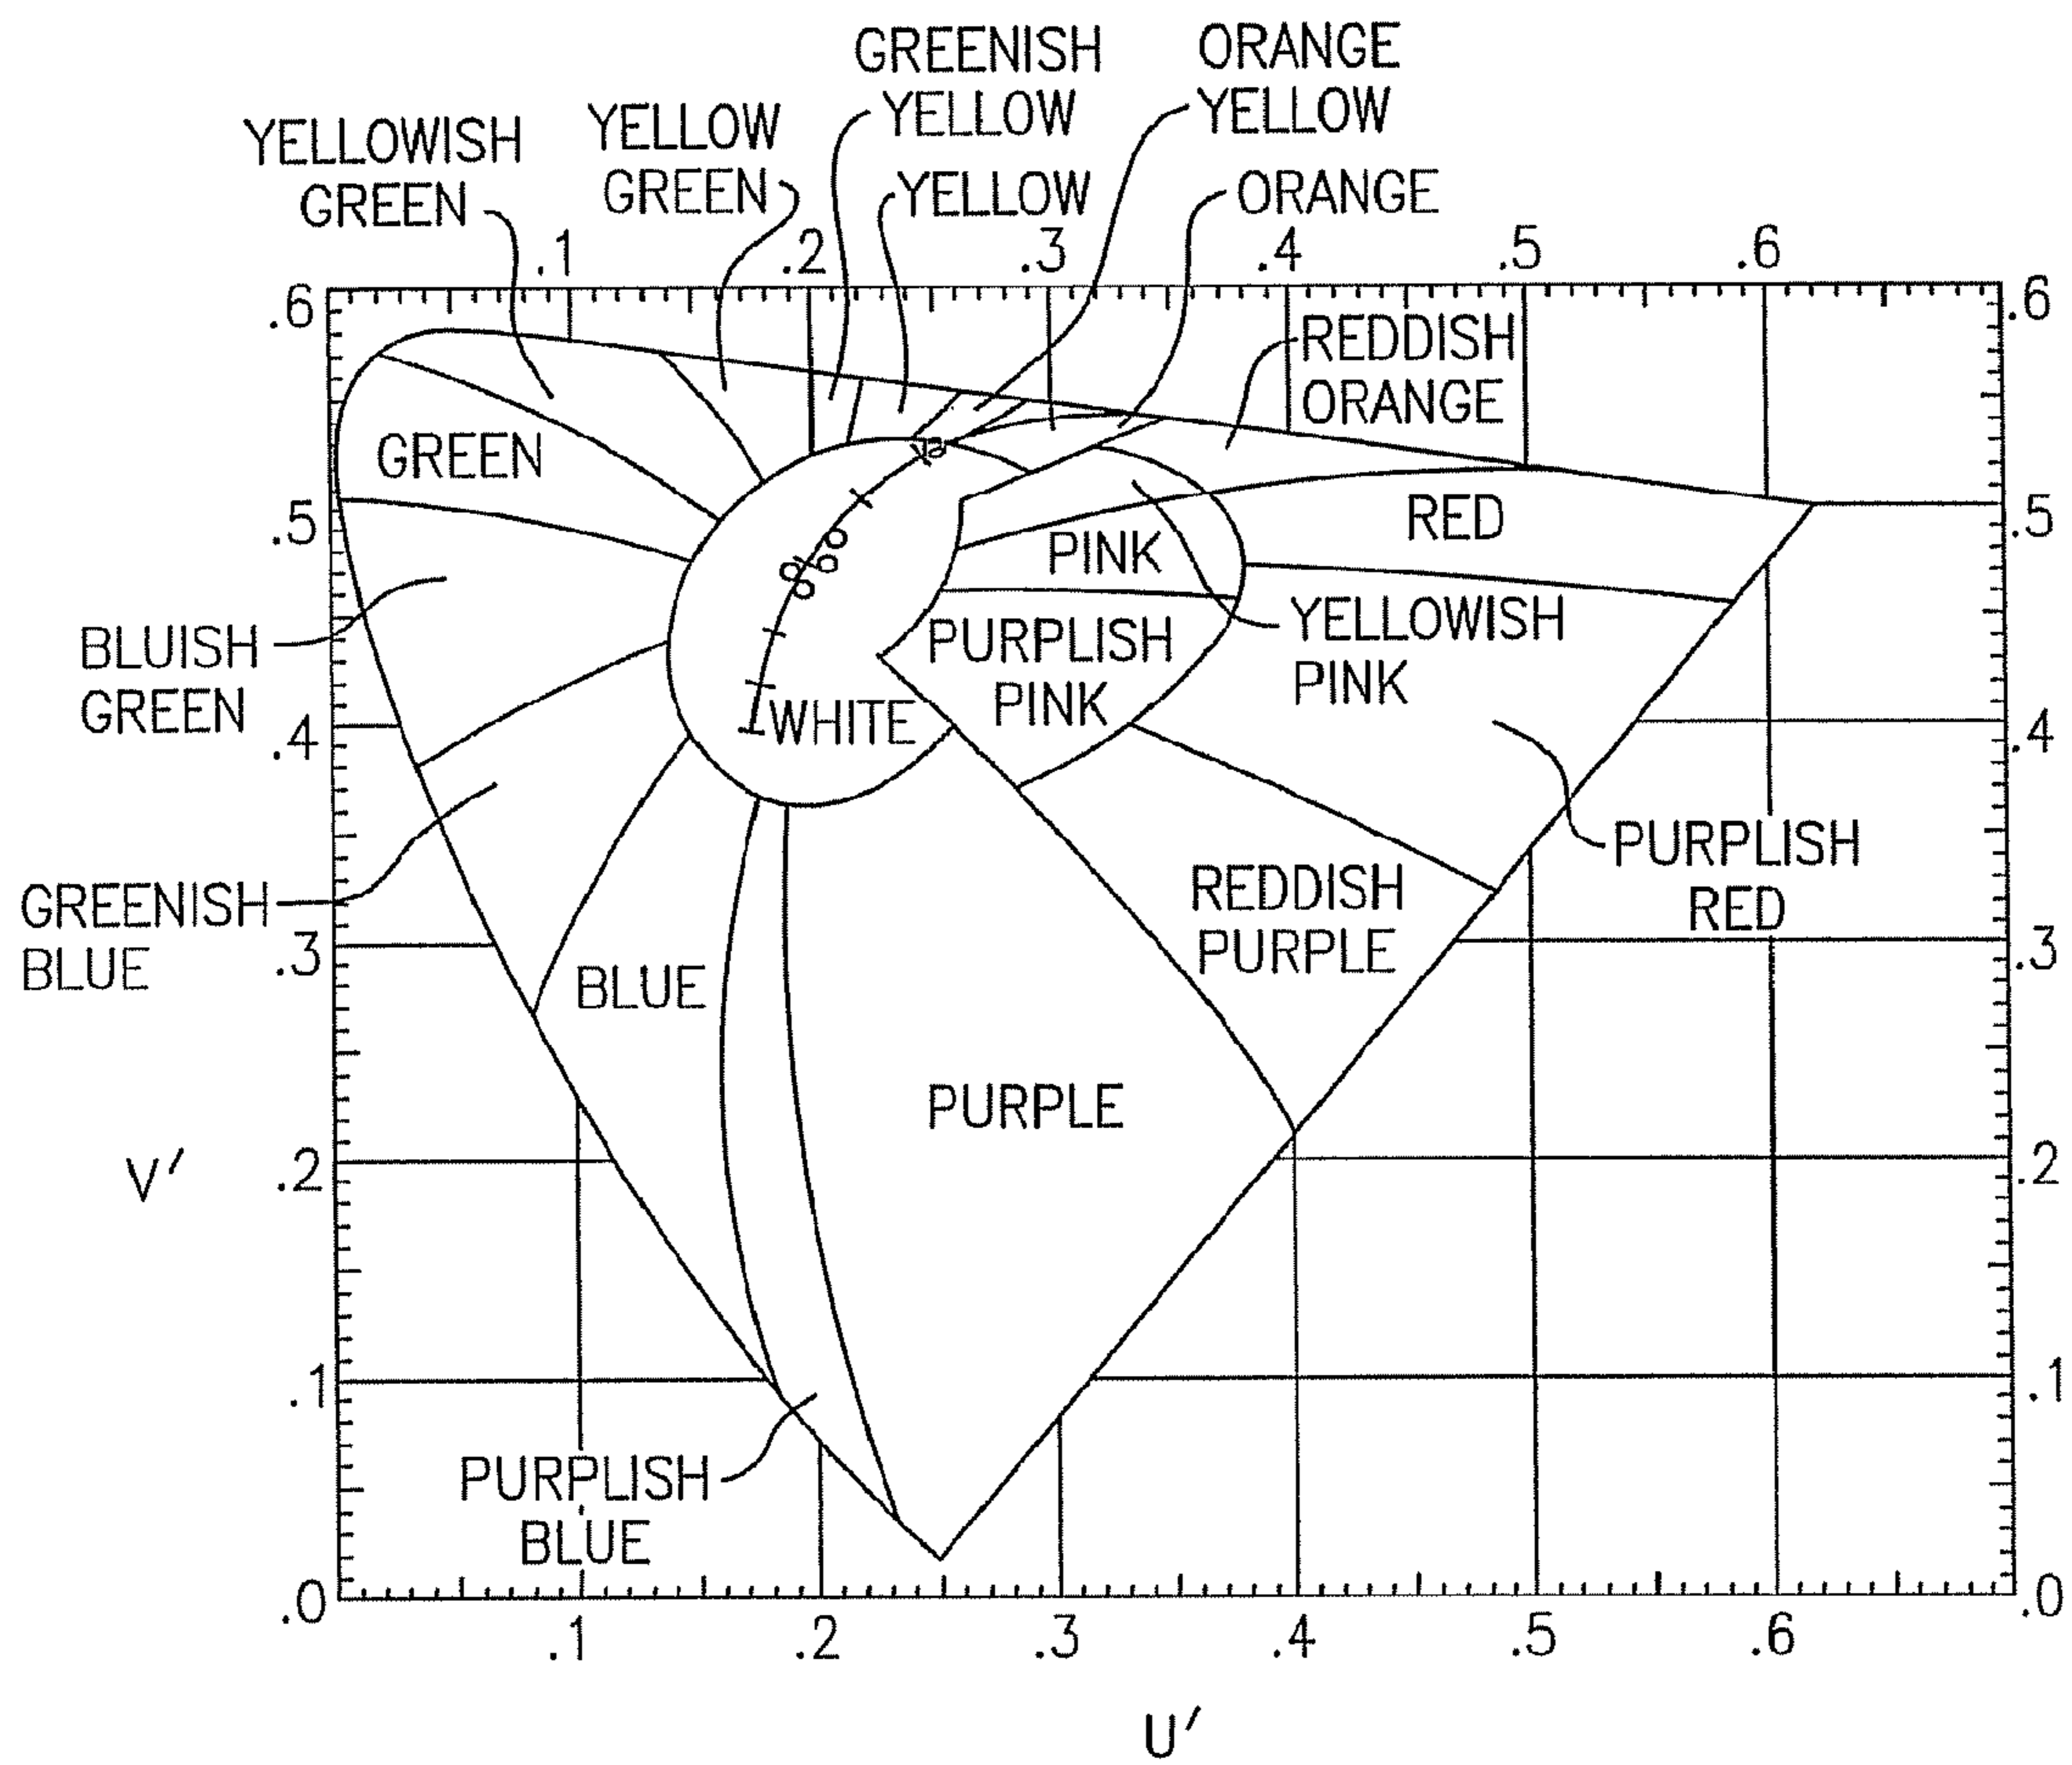 GREENISH
YELLOW
ORANGE
YELLOW
YELLOWISH
GREEN
YELLOW
GREEN
YELLOW
ORANGE
.1
.2
.3
.4
.5
.6
.6
.6
REDDISH
ORANGE
GREEN
.5
RED
.5
PINK
BLUISH
GREEN
PURPLISH
PINK
YELLOWISH
PINK
WHITE
.4
.4
PURPLISH
RED
GREENISH
BLUE
REDDISH
PURPLE
.3
.3
BLUE
PURPLE
V'
.2
.2
.1
.1
PURPLISH
BLUE
.0
.0
.1
.2
.3
.4
.5
.6
U'